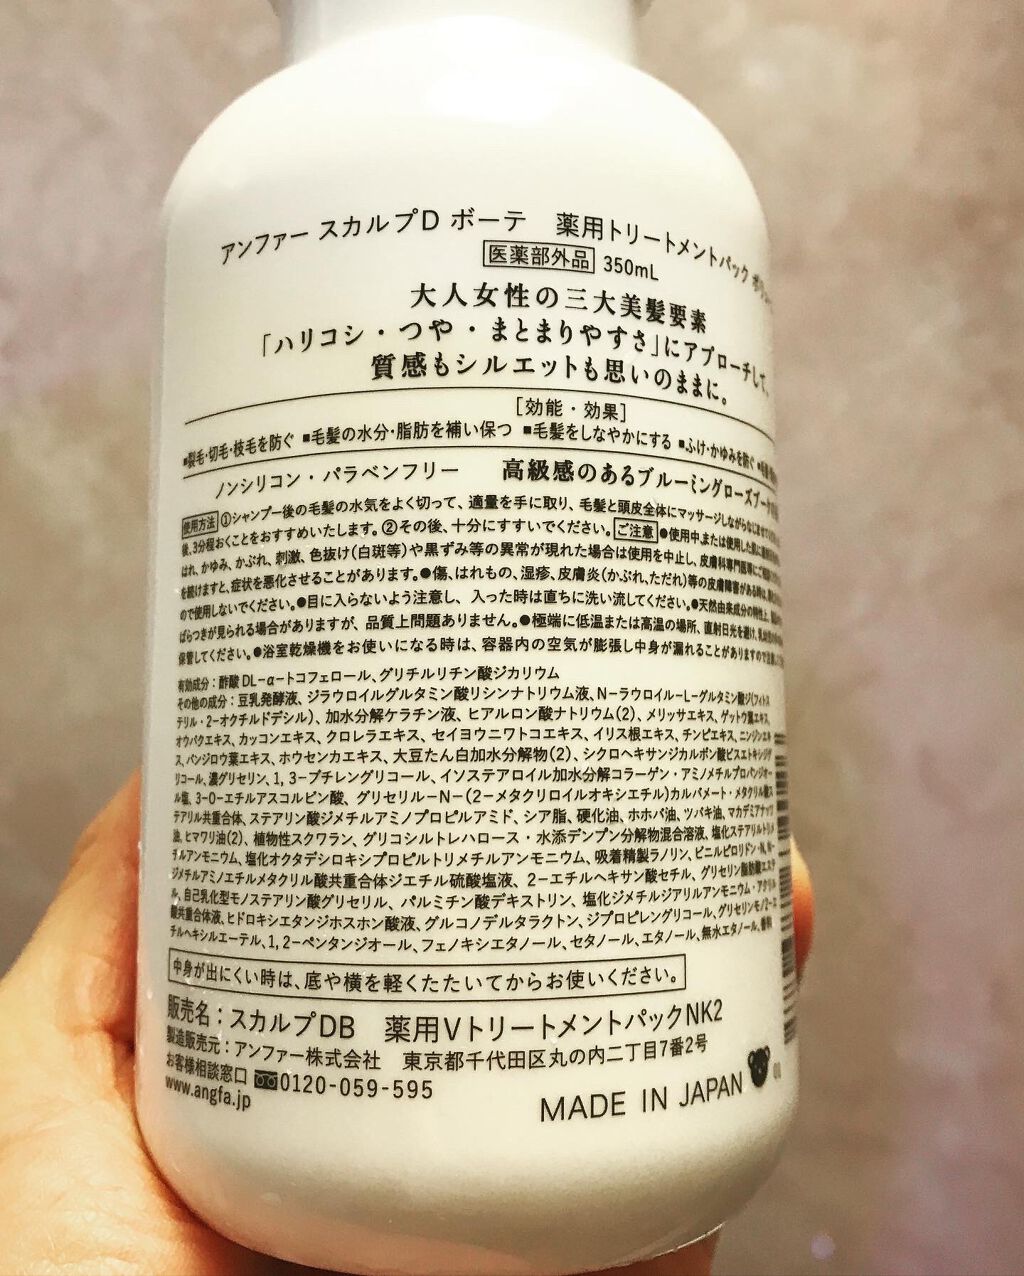 アンファー スカルプD ボーテ 薬用トリートメントパック
医薬部外品 350mL
大人女性の三大美髪要素
「ハリコシ・つや・まとまりやすさ」にアプローチして、
質感もシルエットも思いのままに。
[効能・効果]
■裂毛・切毛・枝毛を防ぐ ■毛髪の水分・脂肪を補い保つ ■毛髪をしなやかにする ■ふけ・かゆみを防ぐ
ノンシリコン・パラベンフリー 高級感のあるブルーミングローズブーケの
使用方法 ①シャンプー後の毛髪の水気をよく切って、適量を手に取り、毛髪と頭皮全体にマッサージしながらなじませ
後、3分程おくことをおすすめいたします。②その後、十分にすすいでください。 ご注意 ●使用中、または使用した肌に
はれ、かゆみ、かぶれ、刺激、色抜け(白斑等)や黒ずみ等の異常が現れた場合は使用を中止し、皮膚科専門医等にご相談
を続けますと、症状を悪化させることがあります。●傷、はれもの、湿疹、皮膚炎(かぶれ、ただれ)等の皮膚障害がある時は、
ので使用しないでください。●目に入らないよう注意し、入った時は直ちに洗い流してください。●天然由来成分の特性上、
ばらつきが見られる場合がありますが、品質上問題ありません。●極端に低温または高温の場所、直射日光を避け、
保管してください。●浴室乾燥機をお使いになる時は、容器内の空気が膨張し中身が漏れることがありますので
有効成分：酢酸 DL-α-トコフェロール、グリチルリチン酸ジカリウム
その他の成分：豆乳発酵液、ジラウロイルグルタミン酸リシンナトリウム液、N-ラウロイル-L-グルタミン酸ジ(フィトス
テリル・2-オクチルドデシル)、加水分解ケラチン液、ヒアルロン酸ナトリウム(2)、メリッサエキス、ゲットウ葉エキス、
オウバクエキス、カッコンエキス、クロレラエキス、セイヨウニワトコエキス、イリス根エキス、チンピエキス、ニンジンエキ
ス、バンジロウ葉エキス、ホウセンカエキス、大豆たん白加水分解物(2)、シクロヘキサンジカルボン酸ビスエトキシジグ
リコール、濃グリセリン、1, 3-ブチレングリコール、イソステアロイル加水分解コラーゲン・アミノメチルプロパンジオー
ル塩、3-O-エチルアスコルビン酸、グリセリル-N-(2-メタクリロイルオキシエチル)カルバメート・メタクリル酸ス
テアリル共重合体、ステアリン酸ジメチルアミノプロピルアミド、シア脂、硬化油、ホホバ油、ツバキ油、マカデミアナッツ
油、ヒマワリ油(2)、植物性スクワラン、グリコシルトレハロース・水添デンプン分解物混合溶液、塩化ステアリルトリメ
チルアンモニウム、塩化オクタデシロキシプロピルトリメチルアンモニウム、吸着精製ラノリン、ビニルピロリドン・N, N-
ジメチルアミノエチルメタクリル酸共重合体ジエチル硫酸塩液、2-エチルヘキサン酸セチル、グリセリン脂肪酸エステ
ル、自己乳化型モノステアリン酸グリセリル、パルミチン酸デキストリン、塩化ジメチルジアリルアンモニウム・アクリル
酸共重合体液、ヒドロキシエタンジホスホン酸液、グルコノデルタラクトン、ジプロピレングリコール、グリセリンモノ2-エ
チルヘキシルエーテル、1, 2-ペンタンジオール、フェノキシエタノール、セタノール、エタノール、無水エタノール、香料
中身が出にくい時は、底や横を軽くたたいてからお使いください。
販売名：スカルプDB 薬用VトリートメントパックNK2
製造販売元：アンファー株式会社 東京都千代田区丸の内二丁目7番2号
お客様相談窓口 0120-059-595
www.angfa.jp
MADE IN JAPAN